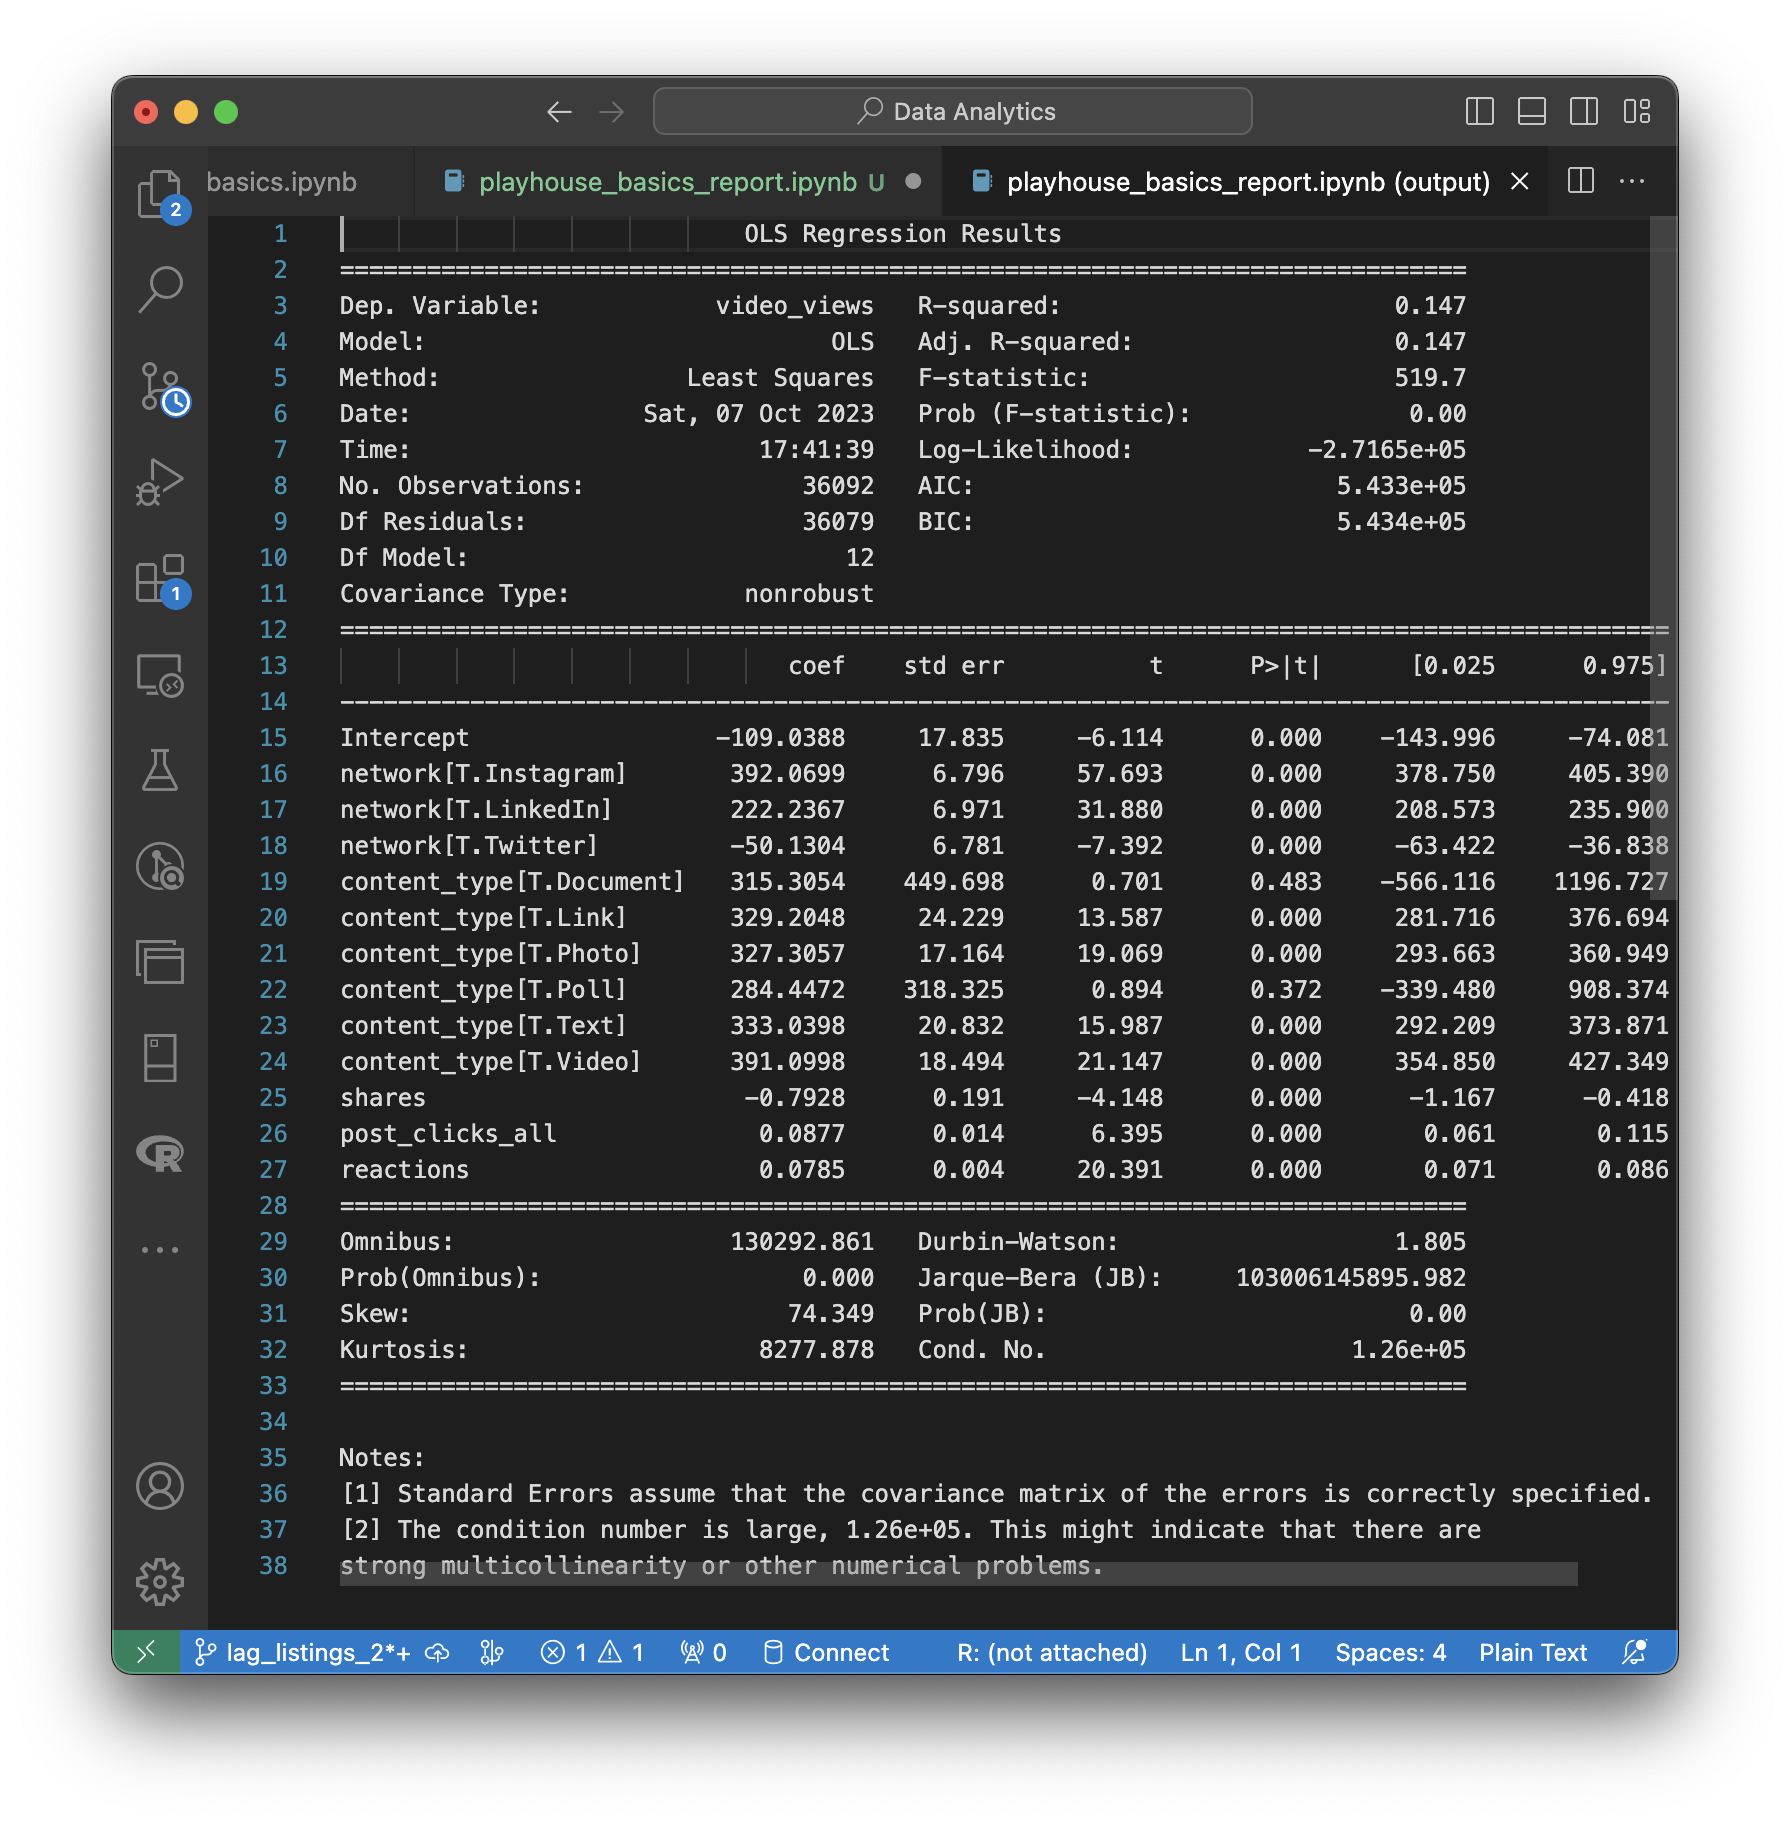 Data Analytics
basics.ipynb playhouse_basics_report.ipynb U playhouse_basics_report.ipynb (output)
2
1
1 OLS Regression Results
2 ==============================================================================
3 Dep. Variable: video_views R-squared: 0.147
4 Model: OLS Adj. R-squared: 0.147
5 Method: Least Squares F-statistic: 519.7
6 Date: Sat, 07 Oct 2023 Prob (F-statistic): 0.00
7 Time: 17:41:39 Log-Likelihood: -2.7165e+05
8 No. Observations: 36092 AIC: 5.433e+05
9 Df Residuals: 36079 BIC: 5.434e+05
10 Df Model: 12
11 Covariance Type: nonrobust
12 ============================================================================================
13 coef std err t P>|t| [0.025 0.975]
14 --------------------------------------------------------------------------------------------
15 Intercept -109.0388 17.835 -6.114 0.000 -143.996 -74.081
16 network[T.Instagram] 392.0699 6.796 57.693 0.000 378.750 405.390
17 network[T.LinkedIn] 222.2367 6.971 31.880 0.000 208.573 235.900
18 network[T.Twitter] -50.1304 6.781 -7.392 0.000 -63.422 -36.838
19 content_type[T.Document] 315.3054 449.698 0.701 0.483 -566.116 1196.727
20 content_type[T.Link] 329.2048 24.229 13.587 0.000 281.716 376.694
21 content_type[T.Photo] 327.3057 17.164 19.069 0.000 293.663 360.949
22 content_type[T.Poll] 284.4472 318.325 0.894 0.372 -339.480 908.374
23 content_type[T.Text] 333.0398 20.832 15.987 0.000 292.209 373.871
24 content_type[T.Video] 391.0998 18.494 21.147 0.000 354.850 427.349
25 shares -0.7928 0.191 -4.148 0.000 -1.167 -0.418
26 post_clicks_all 0.0877 0.014 6.395 0.000 0.061 0.115
27 reactions 0.0785 0.004 20.391 0.000 0.071 0.086
28 ==============================================================================
29 Omnibus: 130292.861 Durbin-Watson: 1.805
30 Prob(Omnibus): 0.000 Jarque-Bera (JB): 103006145895.982
31 Skew: 74.349 Prob(JB): 0.00
32 Kurtosis: 8277.878 Cond. No. 1.26e+05
33 ==============================================================================
34
35 Notes:
36 [1] Standard Errors assume that the covariance matrix of the errors is correctly specified.
37 [2] The condition number is large, 1.26e+05. This might indicate that there are
38 strong multicollinearity or other numerical problems.
lag_listings_2*+ 1 1 0 Connect R: (not attached) Ln 1, Col 1 Spaces: 4 Plain Text